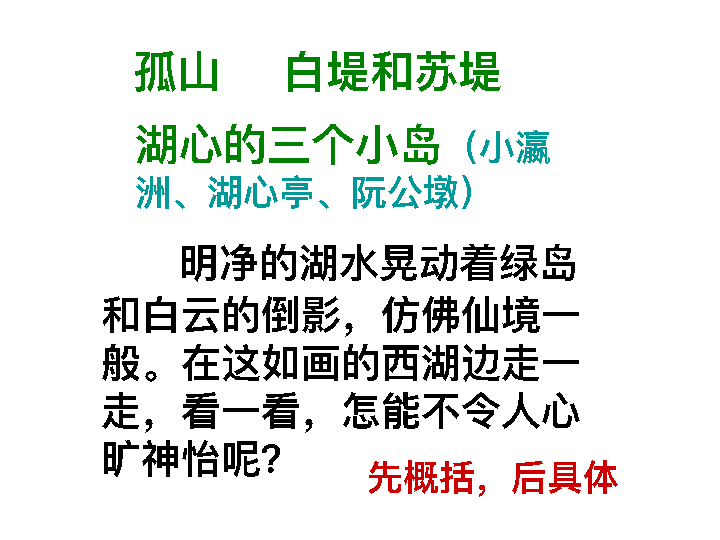 孤山 白堤和苏堤
湖心的三个小岛（小瀛
洲、湖心亭、阮公墩）
明净的湖水晃动着绿岛
和白云的倒影，仿佛仙境一
般。在这如画的西湖边走一
走，看一看，怎能不令人心
旷神怡呢？
先概括，后具体